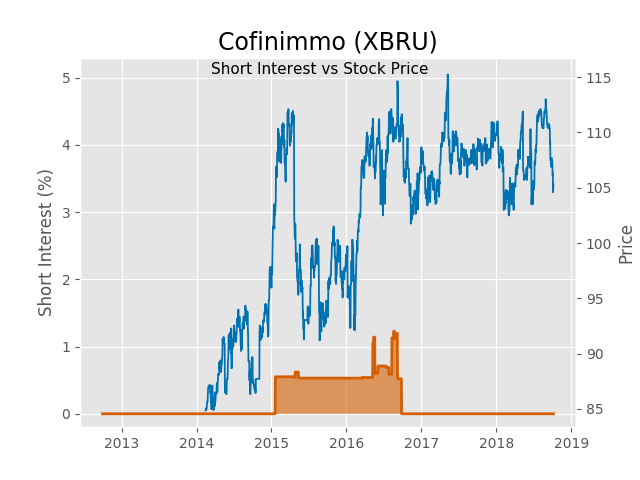 Cofinimmo (XBRU)
Short Interest vs Stock Price
Short Interest (%)
5
4
3
2
1
0
115
110
105
100
95
90
85
Price
2013 2014 2015 2016 2017 2018 2019